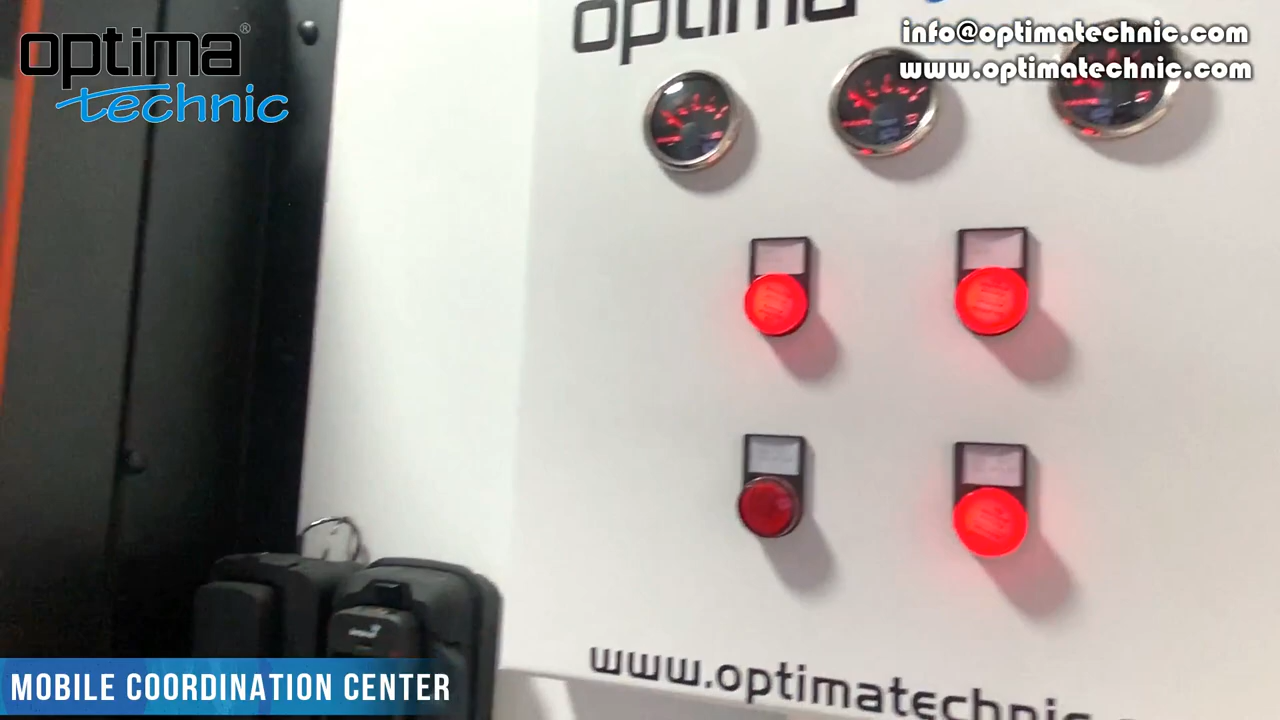 optima®
technic
optima
info@optimatechnic.com
www.optimatechnic.com
www.optimatechnic
MOBILE COORDINATION CENTER